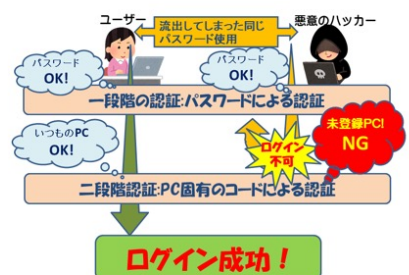 ユーザー
流出してしまった同じ
パスワード使用
悪意のハッカー
パスワード
OK!
パスワード
OK!
一段階の認証:パスワードによる認証
いつものPC
OK!
ログイン
不可
未登録PC!
NG
二段階認証:PC固有のコードによる認証
ログイン成功!